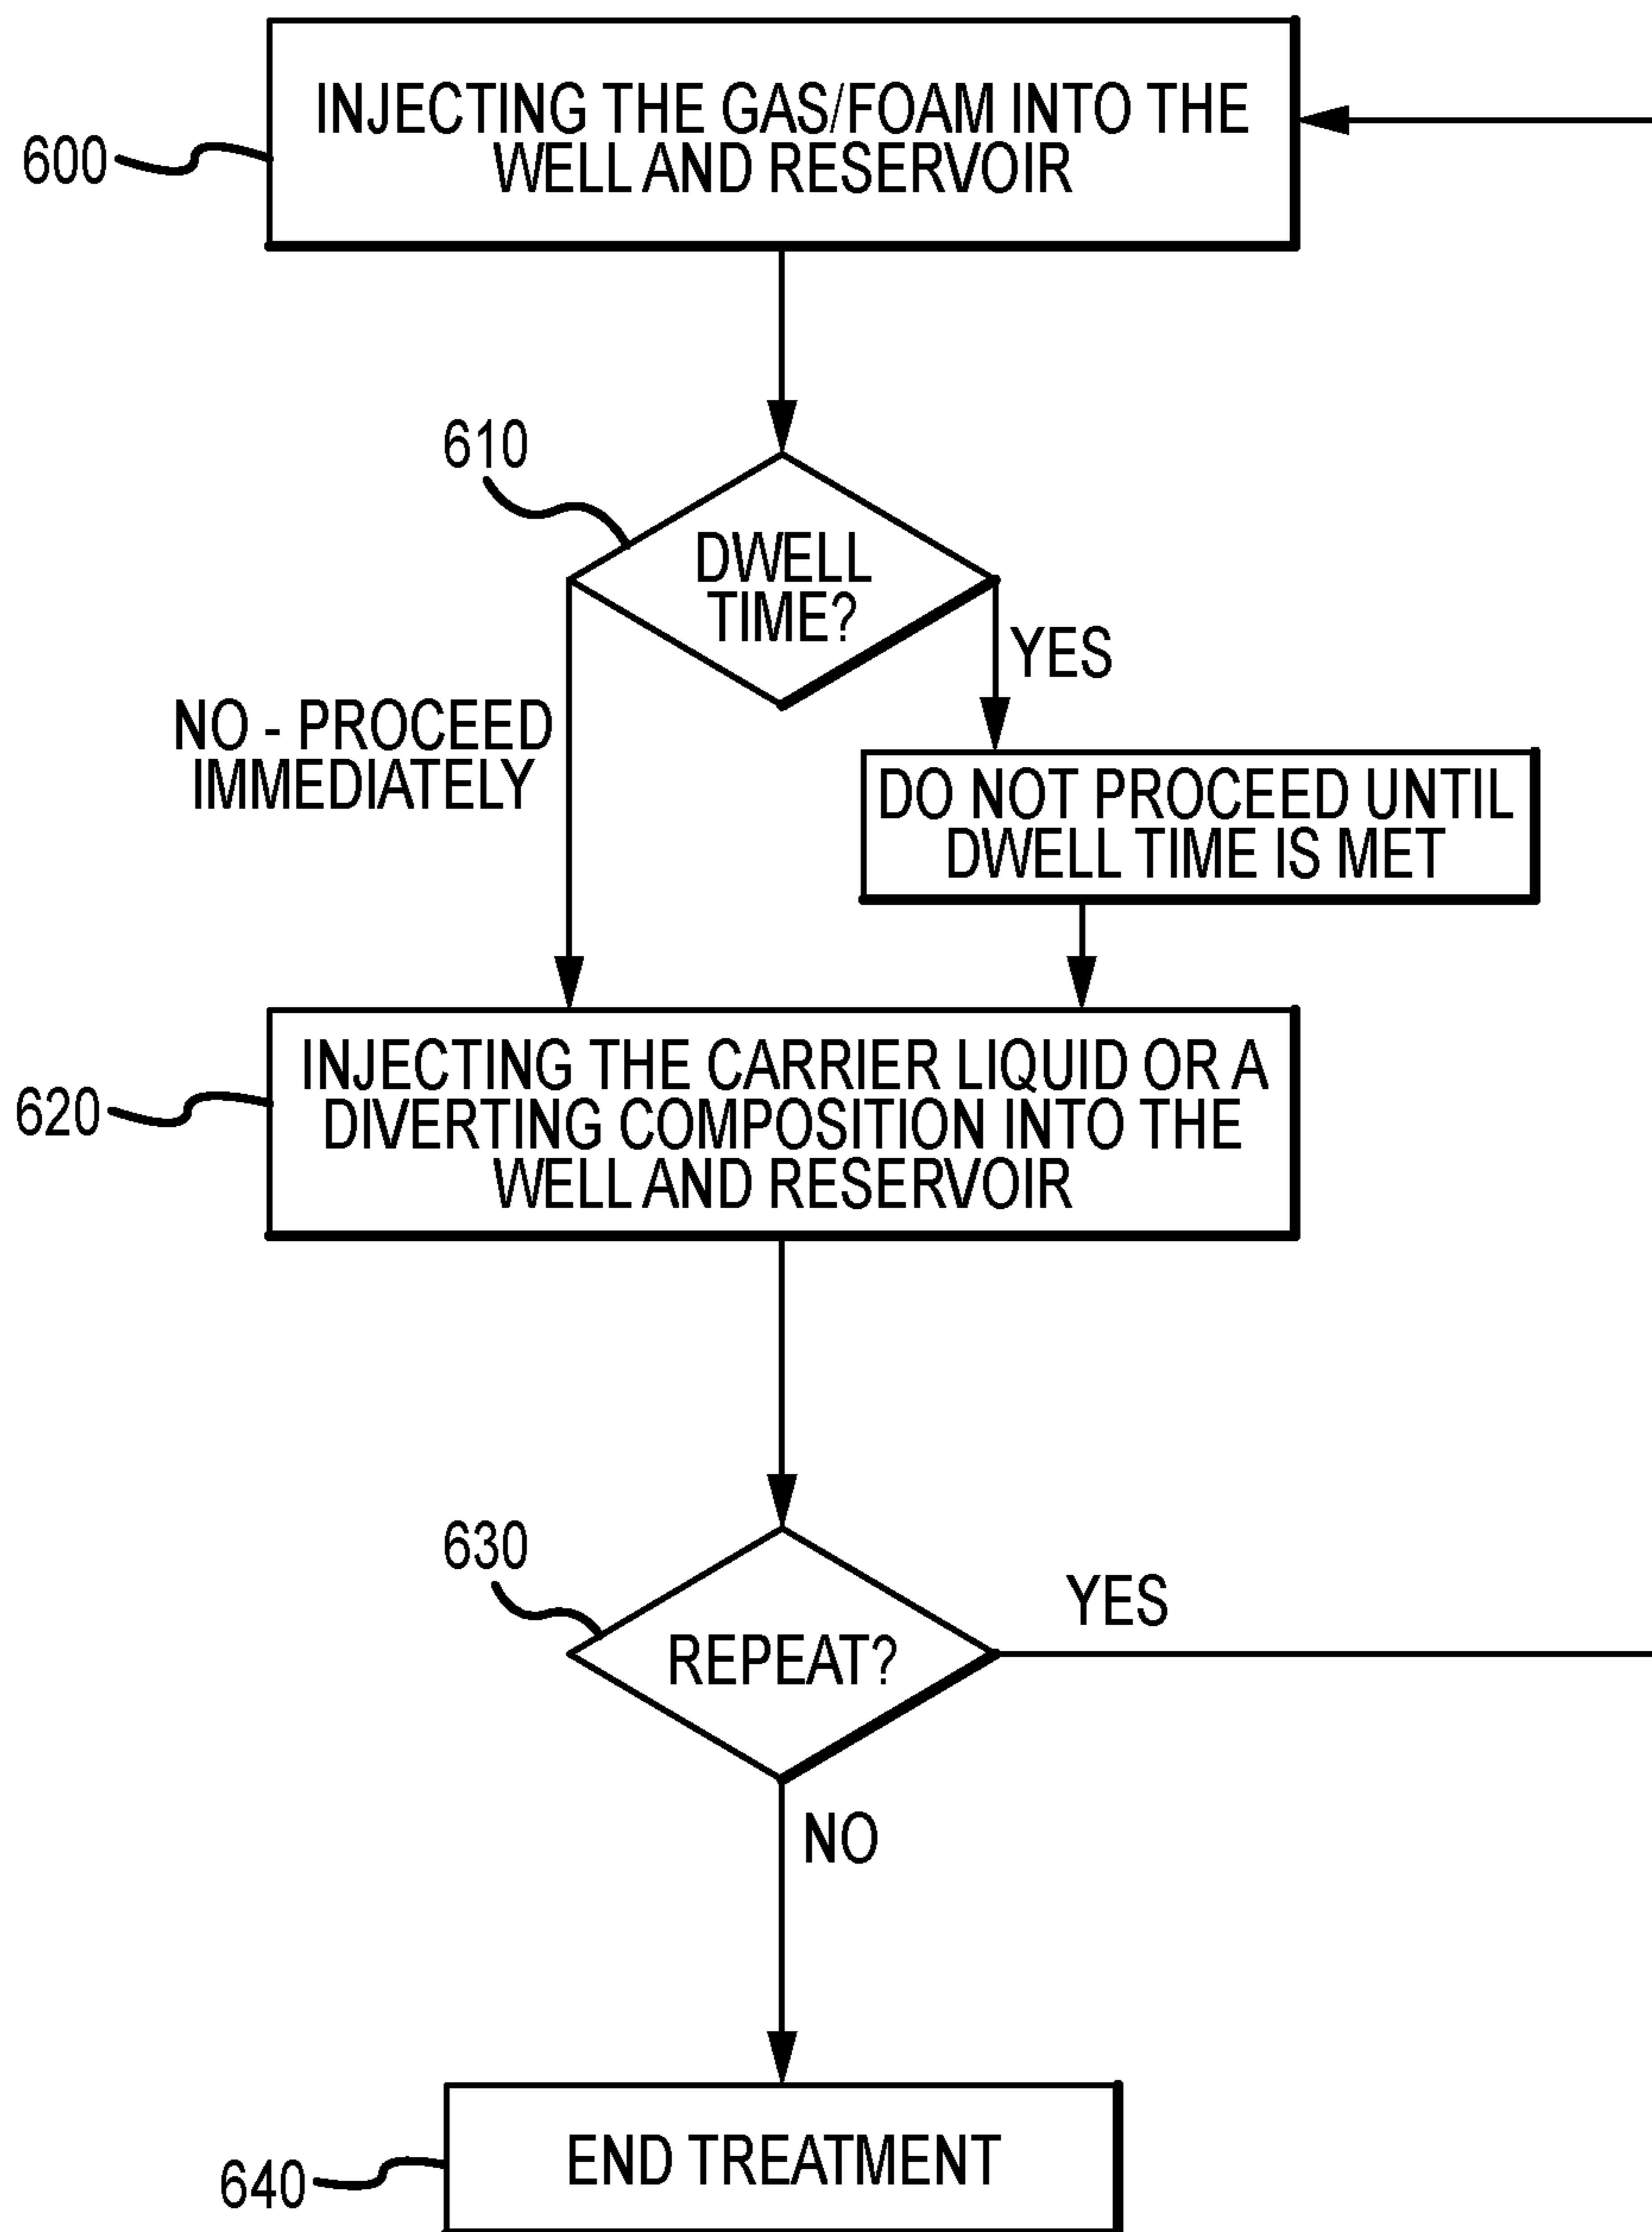 600
INJECTING THE GAS/FOAM INTO THE
WELL AND RESERVOIR
610
DWELL
TIME?
YES
NO - PROCEED
IMMEDIATELY
DO NOT PROCEED UNTIL
DWELL TIME IS MET
620
INJECTING THE CARRIER LIQUID OR A
DIVERTING COMPOSITION INTO THE
WELL AND RESERVOIR
630
REPEAT?
YES
NO
640
END TREATMENT